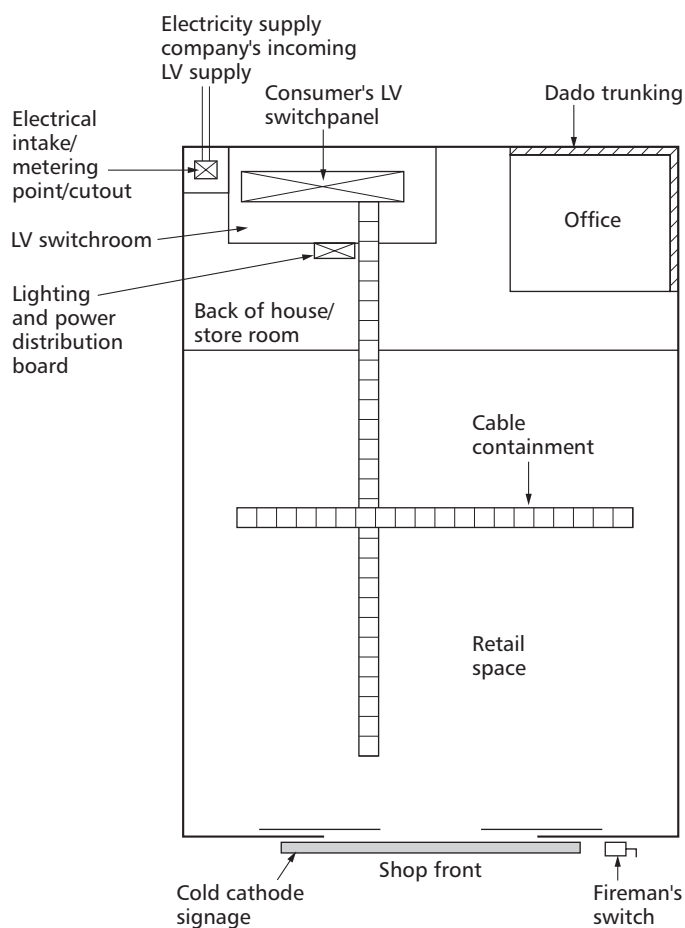 Electricity supply
company's incoming
LV supply
Consumer's LV
switchpanel
Dado trunking
Electrical
intake/
metering
point/cutout
Office
LV switchroom
Lighting
and power
distribution
board
Back of house/
store room
Cable
containment
Retail
space
Shop front
Cold cathode
signage
Fireman's
switch